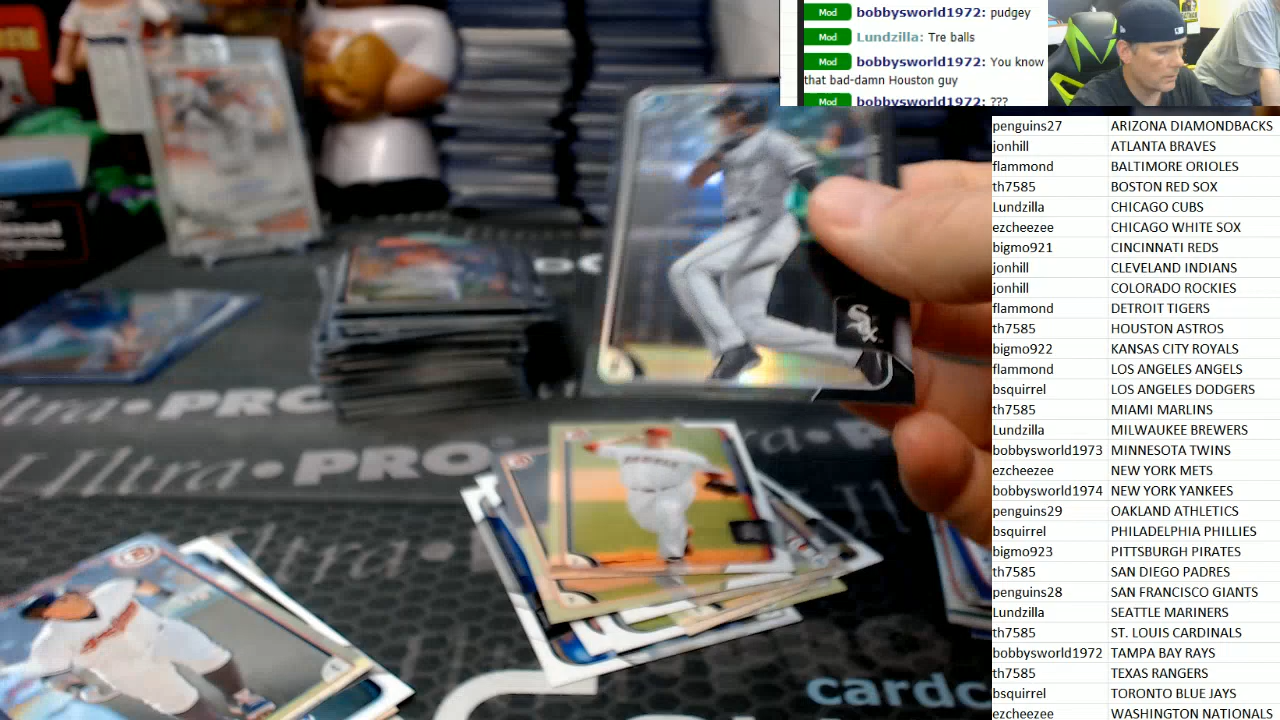 Mod bobbysworld1972: pudgey
Mod Lundzilla: Tre balls
Mod bobbysworld1972: You know
that bad-damn Houston guy
Mod bobbysworld1972: ???
penguins27 ARIZONA DIAMONDBACKS
jonhill ATLANTA BRAVES
flammond BALTIMORE ORIOLES
th7585 BOSTON RED SOX
Lundzilla CHICAGO CUBS
ezcheezee CHICAGO WHITE SOX
bigmo921 CINCINNATI REDS
jonhill CLEVELAND INDIANS
jonhill COLORADO ROCKIES
flammond DETROIT TIGERS
th7585 HOUSTON ASTROS
bigmo922 KANSAS CITY ROYALS
flammond LOS ANGELES ANGELS
bsquirrel LOS ANGELES DODGERS
th7585 MIAMI MARLINS
Lundzilla MILWAUKEE BREWERS
bobbysworld1973 MINNESOTA TWINS
ezcheezee NEW YORK METS
bobbysworld1974 NEW YORK YANKEES
penguins29 OAKLAND ATHLETICS
bsquirrel PHILADELPHIA PHILLIES
bigmo923 PITTSBURGH PIRATES
th7585 SAN DIEGO PADRES
penguins28 SAN FRANCISCO GIANTS
Lundzilla SEATTLE MARINERS
th7585 ST. LOUIS CARDINALS
bobbysworld1972 TAMPA BAY RAYS
th7585 TEXAS RANGERS
bsquirrel TORONTO BLUE JAYS
ezcheezee WASHINGTON NATIONALS
Sox
Ultra•PRO
Ultra•PRO
Ultra
cardc